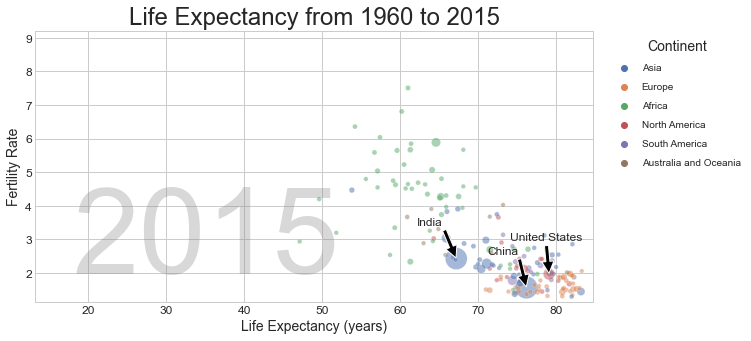 Life Expectancy from 1960 to 2015
9
8
7
6
5
4
3
2
Fertility Rate
2015
India
China
United States
20
30
40
50
60
70
80
Life Expectancy (years)
Continent
Asia
Europe
Africa
North America
South America
Australia and Oceania